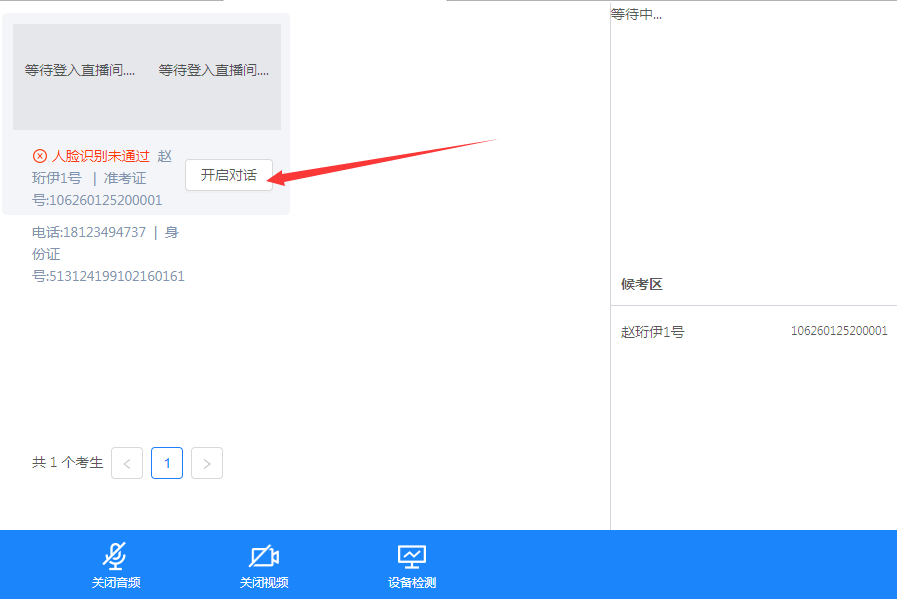 等待登入直播间....
等待登入直播间....
人脸识别未通过 赵
珩伊1号 | 准考证
号:106260125200001
开启对话
电话:18123494737 | 身
份证
号:513124199102160161
共 1 个考生
<
1
>
等待中...
候考区
赵珩伊1号
106260125200001
关闭音频
关闭视频
设备检测